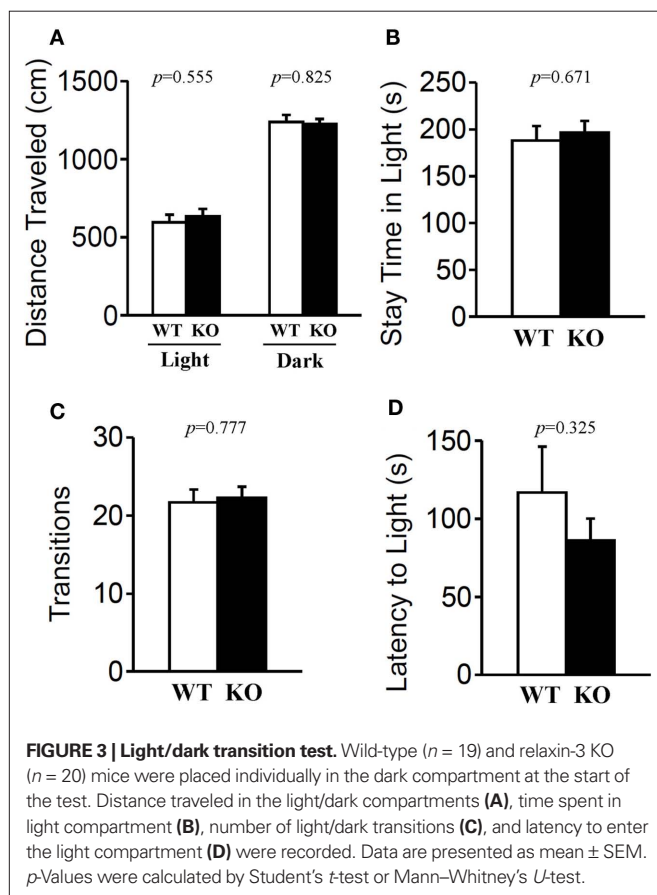 A
Distance Traveled (cm)
1500
1000
500
0
p=0.555
p=0.825
WT KO
WT KO
Light
Dark
B
Stay Time in Light (s)
250
200
150
100
50
0
p=0.671
WT KO
C
Transitions
30
20
10
0
p=0.777
WT KO
D
Latency to Light (s)
150
100
50
0
p=0.325
WT KO
FIGURE 3 | Light/dark transition test. Wild-type (n = 19) and relaxin-3 KO
(n = 20) mice were placed individually in the dark compartment at the start of
the test. Distance traveled in the light/dark compartments (A), time spent in
light compartment (B), number of light/dark transitions (C), and latency to enter
the light compartment (D) were recorded. Data are presented as mean ± SEM.
p-Values were calculated by Student's t-test or Mann–Whitney's U-test.